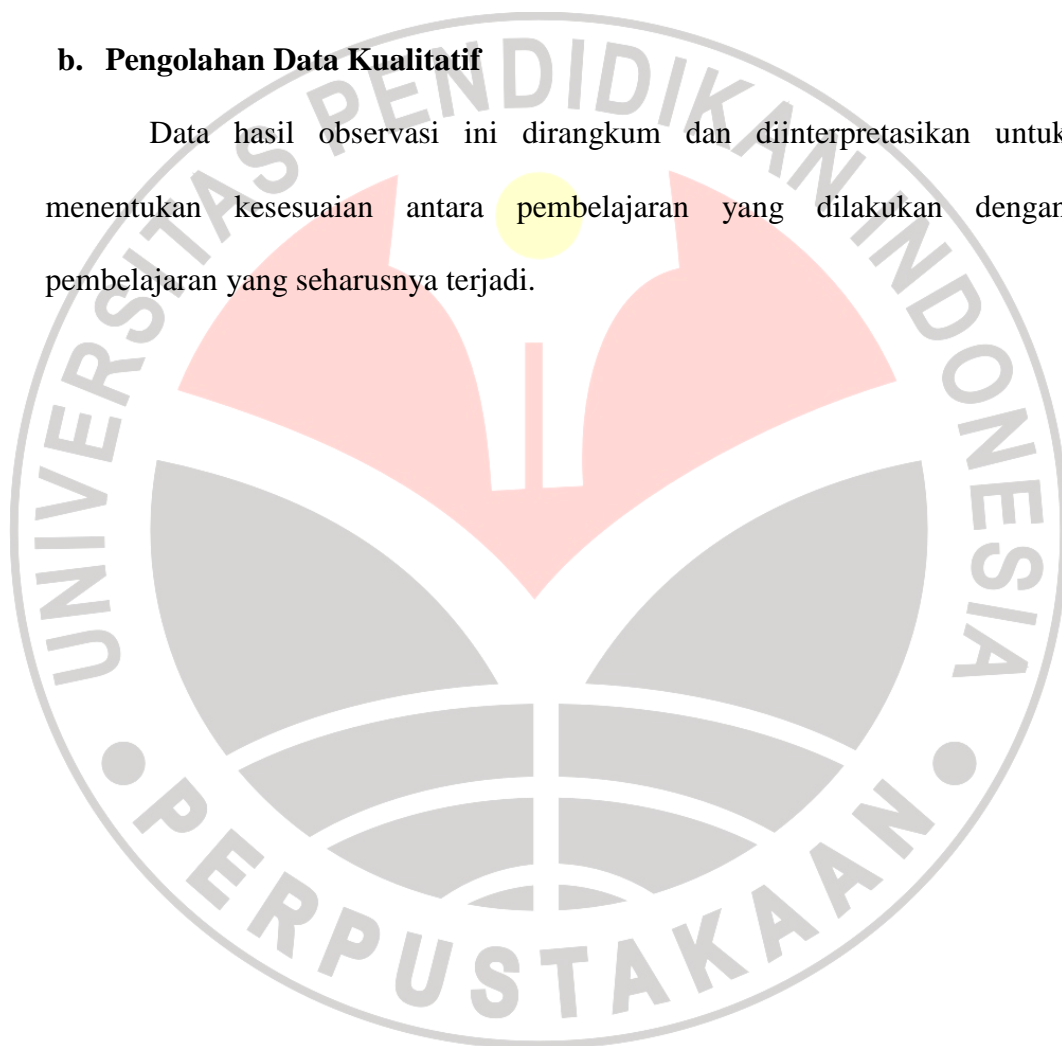 b. Pengolahan Data Kualitatif
Data hasil observasi ini dirangkum dan diinterpretasikan untuk
menentukan kesesuaian antara pembelajaran yang dilakukan dengan
pembelajaran yang seharusnya terjadi.
UNIVERSITAS PENDIDIKAN INDONESIA
PERPUSTAKAAN